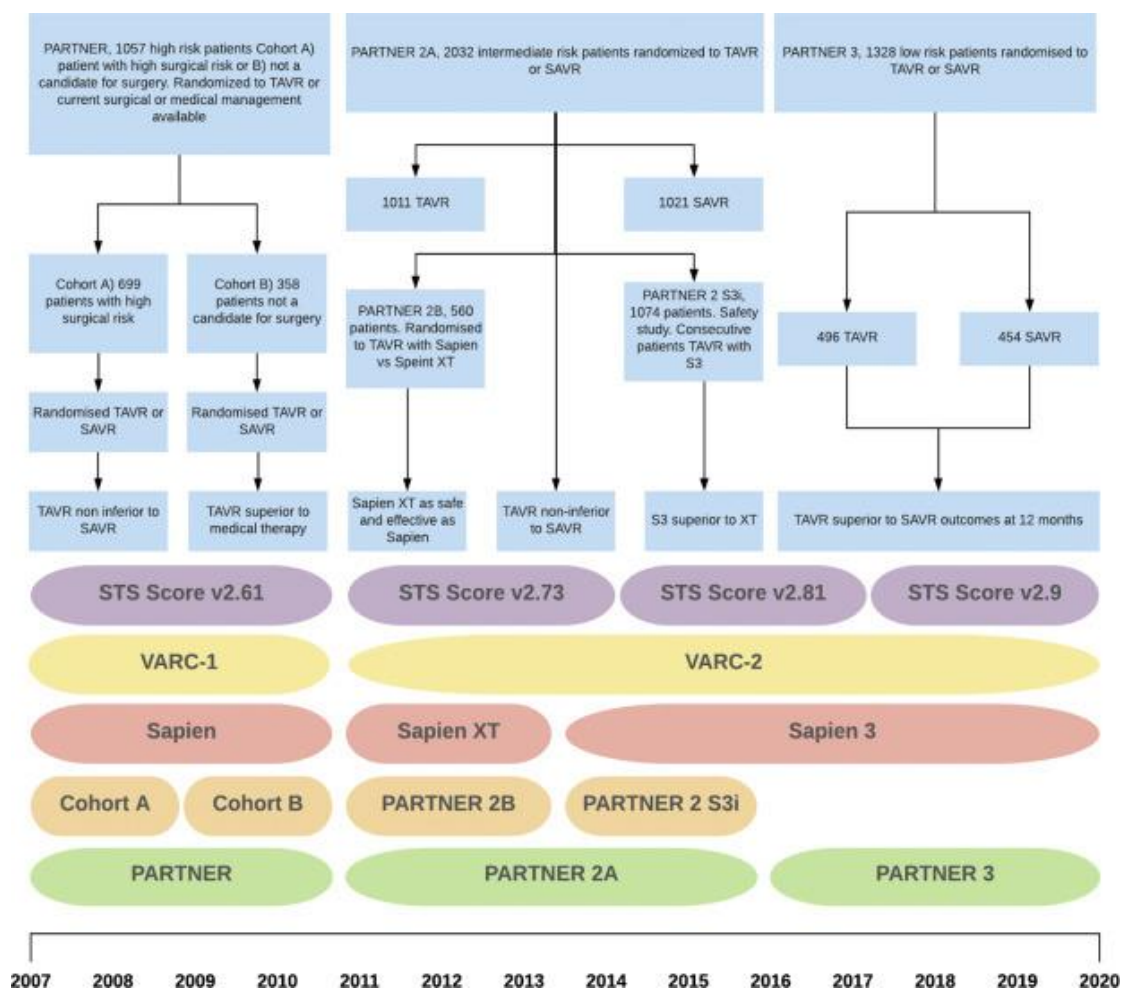 PARTNER, 1057 high risk patients Cohort A)
patient with high surgical risk or B) not a
candidate for surgery. Randomized to TAVR or
current surgical or medical management
available
PARTNER 2A, 2032 intermediate risk patients randomized to TAVR
or SAVR
PARTNER 3, 1328 low risk patients randomised to
TAVR or SAVR
1011 TAVR
1021 SAVR
Cohort A) 699
patients with high
surgical risk
Cohort B) 358
patients not a
candidate for surgery
PARTNER 2B, 560
patients. Randomised
to TAVR with Sapien
vs Speint XT
PARTNER 2 S3i,
1074 patients. Safety
study. Consecutive
patients TAVR with
S3
496 TAVR
454 SAVR
Randomised TAVR or
SAVR
Randomised TAVR or
SAVR
TAVR non inferior to
SAVR
TAVR superior to
medical therapy
Sapien XT as safe
and effective as
Sapien
TAVR non-inferior
to SAVR
S3 superior to XT
TAVR superior to SAVR outcomes at 12 months
STS Score v2.61
STS Score v2.73
STS Score v2.81
STS Score v2.9
VARC-1
VARC-2
Sapien
Sapien XT
Sapien 3
Cohort A
Cohort B
PARTNER 2B
PARTNER 2 S3i
PARTNER
PARTNER 2A
PARTNER 3
2007 2008 2009 2010 2011 2012 2013 2014 2015 2016 2017 2018 2019 2020